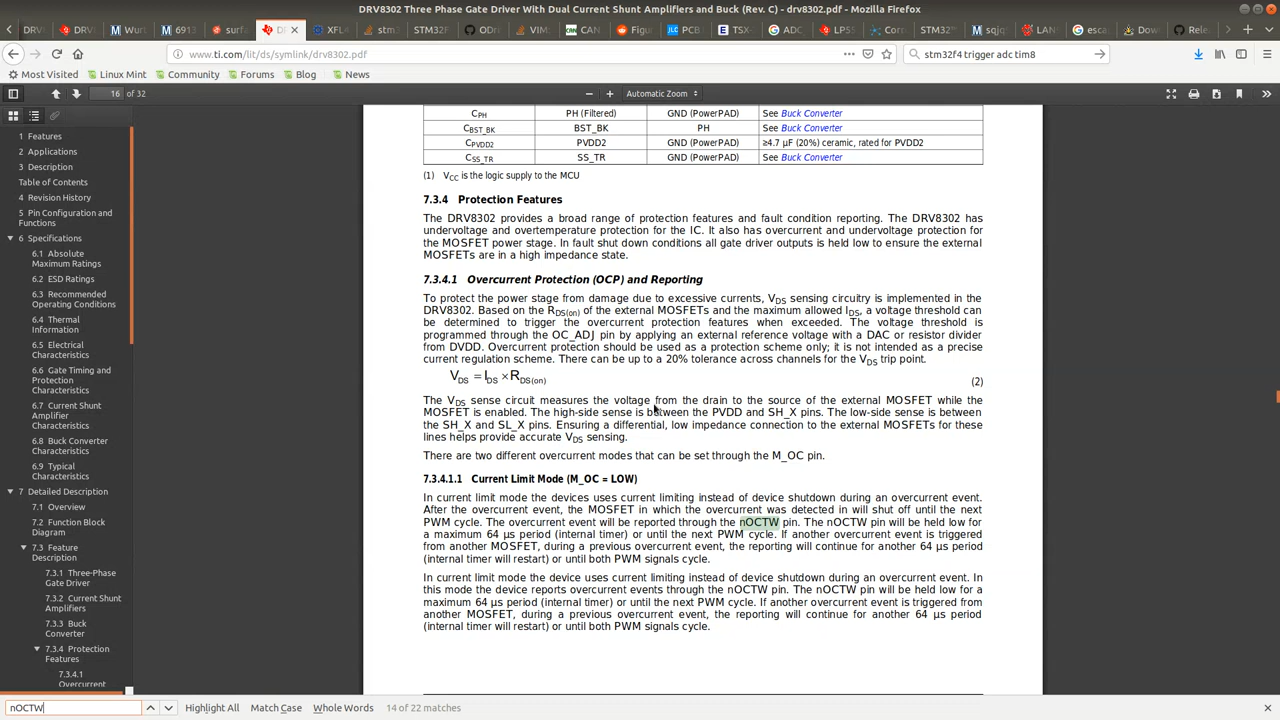 DRV8302 Three Phase Gate Driver With Dual Current Shunt Amplifiers and Buck (Rev. C) - drv8302.pdf - Mozilla Firefox
DRV8 DRV8 Wurt 6913 surfa DR XFL6 stm3 STM32F ODri VIM6 CAN Figu JLC PCB TSX- ADC LPSS Corr STM32 sqjq LAN escap Down Rele
www.ti.com/lit/ds/symlink/drv8302.pdf stm32f4 trigger adc tim8
Most Visited Linux Mint Community Forums Blog News
16 of 32 Automatic Zoom
1 Features
2 Applications
3 Description
Table of Contents
4 Revision History
5 Pin Configuration and
Functions
6 Specifications
6.1 Absolute
Maximum Ratings
6.2 ESD Ratings
6.3 Recommended
Operating Conditions
6.4 Thermal
Information
6.5 Electrical
Characteristics
6.6 Gate Timing and
Protection
Characteristics
6.7 Current Shunt
Amplifier
Characteristics
6.8 Buck Converter
Characteristics
6.9 Typical
Characteristics
7 Detailed Description
7.1 Overview
7.2 Function Block
Diagram
7.3 Feature
Description
7.3.1 Three-Phase
Gate Driver
7.3.2 Current Shunt
Amplifiers
7.3.3 Buck
Converter
7.3.4 Protection
Features
7.3.4.1
Overcurrent
CPH PH (Filtered) GND (PowerPAD) See Buck Converter
CBST_BK BST_BK PH See Buck Converter
CPVDD2 PVDD2 GND (PowerPAD) ≥4.7 µF (20%) ceramic, rated for PVDD2
CSS_TR SS_TR GND (PowerPAD) See Buck Converter
(1) VCC is the logic supply to the MCU
7.3.4 Protection Features
The DRV8302 provides a broad range of protection features and fault condition reporting. The DRV8302 has
undervoltage and overtemperature protection for the IC. It also has overcurrent and undervoltage protection for
the MOSFET power stage. In fault shut down conditions all gate driver outputs is held low to ensure the external
MOSFETs are in a high impedance state.
7.3.4.1 Overcurrent Protection (OCP) and Reporting
To protect the power stage from damage due to excessive currents, VDS sensing circuitry is implemented in the
DRV8302. Based on the RDS(on) of the external MOSFETs and the maximum allowed IDS, a voltage threshold can
be determined to trigger the overcurrent protection features when exceeded. The voltage threshold is
programmed through the OC_ADJ pin by applying an external reference voltage with a DAC or resistor divider
from DVDD. Overcurrent protection should be used as a protection scheme only; it is not intended as a precise
current regulation scheme. There can be up to a 20% tolerance across channels for the VDS trip point.
VDS = IDS × RDS(on) (2)
The VDS sense circuit measures the voltage from the drain to the source of the external MOSFET while the
MOSFET is enabled. The high-side sense is between the PVDD and SH_X pins. The low-side sense is between
the SH_X and SL_X pins. Ensuring a differential, low impedance connection to the external MOSFETs for these
lines helps provide accurate VDS sensing.
There are two different overcurrent modes that can be set through the M_OC pin.
7.3.4.1.1 Current Limit Mode (M_OC = LOW)
In current limit mode the devices uses current limiting instead of device shutdown during an overcurrent event.
After the overcurrent event, the MOSFET in which the overcurrent was detected in will shut off until the next
PWM cycle. The overcurrent event will be reported through the nOCTW pin. The nOCTW pin will be held low for
a maximum 64 µs period (internal timer) or until the next PWM cycle. If another overcurrent event is triggered
from another MOSFET, during a previous overcurrent event, the reporting will continue for another 64 µs period
(internal timer will restart) or until both PWM signals cycle.
In current limit mode the device uses current limiting instead of device shutdown during an overcurrent event. In
this mode the device reports overcurrent events through the nOCTW pin. The nOCTW pin will be held low for a
maximum 64 µs period (internal timer) or until the next PWM cycle. If another overcurrent event is triggered from
another MOSFET, during a previous overcurrent event, the reporting will continue for another 64 µs period
(internal timer will restart) or until both PWM signals cycle.
nOCTW Highlight All Match Case Whole Words 14 of 22 matches